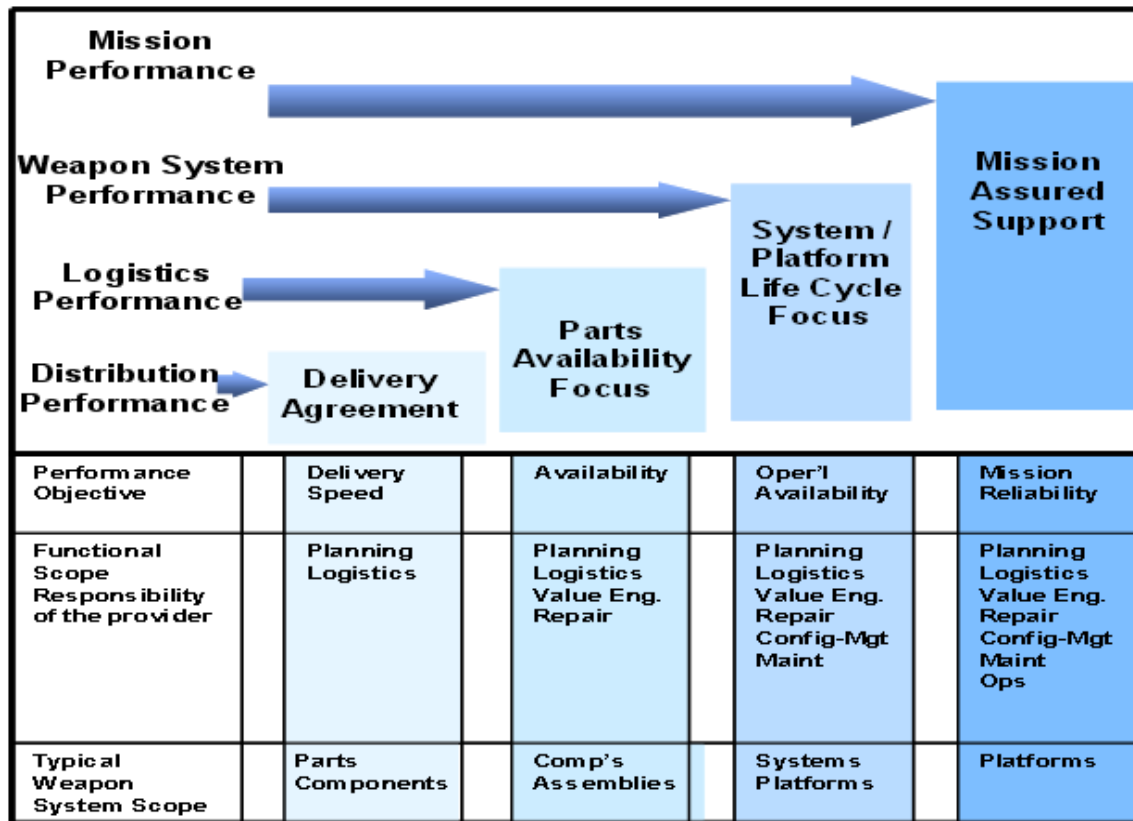 Mission
Performance
Weapon System
Performance
Logistics
Performance
Distribution
Performance
Delivery
Agreement
Parts
Availability
Focus
System /
Platform
Life Cycle
Focus
Mission
Assured
Support
Performance
Objective
Delivery
Speed
Availability
Oper'l
Availability
Mission
Reliability
Functional
Scope
Responsibility
of the provider
Planning
Logistics
Planning
Logistics
Value Eng.
Repair
Planning
Logistics
Value Eng.
Repair
Config-Mgt
Maint
Planning
Logistics
Value Eng.
Repair
Config-Mgt
Maint
Ops
Typical
Weapon
System Scope
Parts
Components
Comp's
Assemblies
Systems
Platforms
Platforms